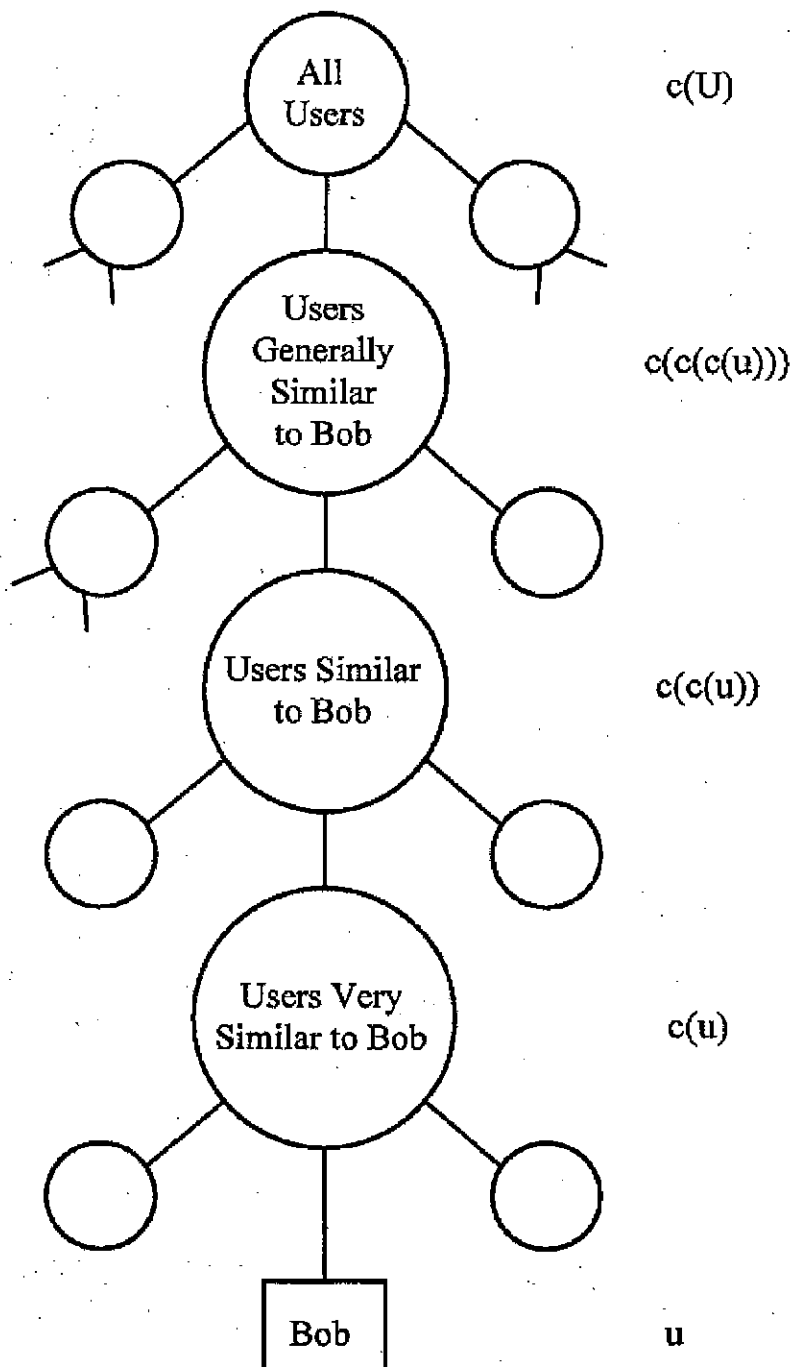 All
Users
c(U)
Users
Generally
Similar
to Bob
c(c(c(u)))
Users Similar
to Bob
c(c(u))
Users Very
Similar to Bob
c(u)
Bob
u